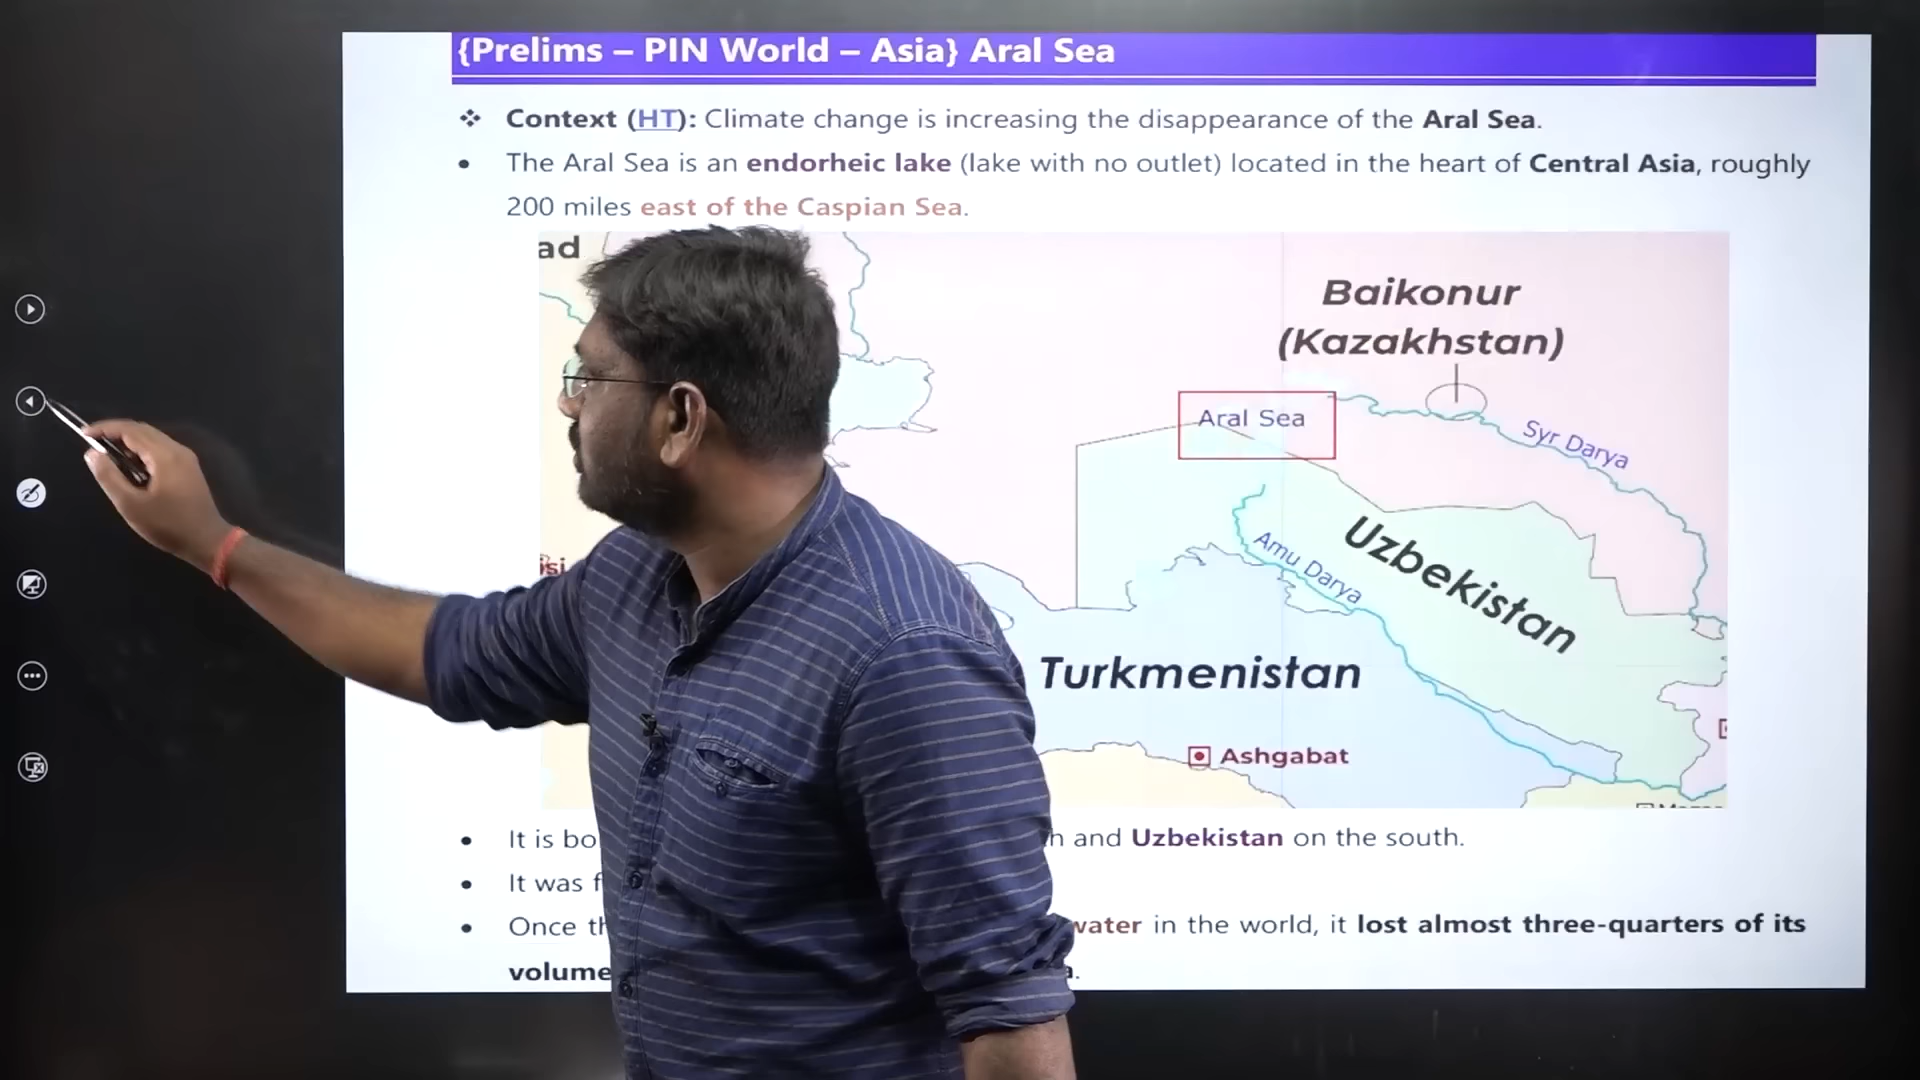 {Prelims – PIN World – Asia} Aral Sea
❖ Context (HT): Climate change is increasing the disappearance of the Aral Sea.
• The Aral Sea is an endorheic lake (lake with no outlet) located in the heart of Central Asia, roughly
200 miles east of the Caspian Sea.
ad
Baikonur
(Kazakhstan)
Aral Sea
Syr Darya
Uzbekistan
Amu Darya
isi
Turkmenistan
Ashgabat
• It is bo h and Uzbekistan on the south.
• It was f
• Once th water in the world, it lost almost three-quarters of its
volume a.